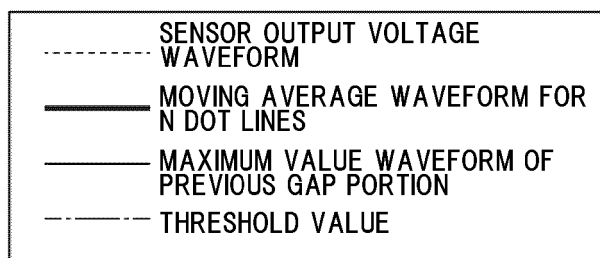 SENSOR OUTPUT VOLTAGE
WAVEFORM
MOVING AVERAGE WAVEFORM FOR
N DOT LINES
MAXIMUM VALUE WAVEFORM OF
PREVIOUS GAP PORTION
THRESHOLD VALUE